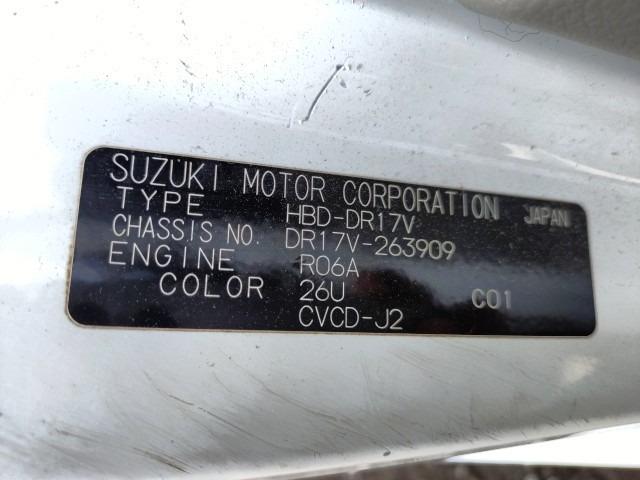 SUZUKI MOTOR CORPORATION JAPAN
TYPE HBD-DR17V
CHASSIS NO. DR17V-263909
ENGINE R06A
COLOR 26U C01
CVCD-J2